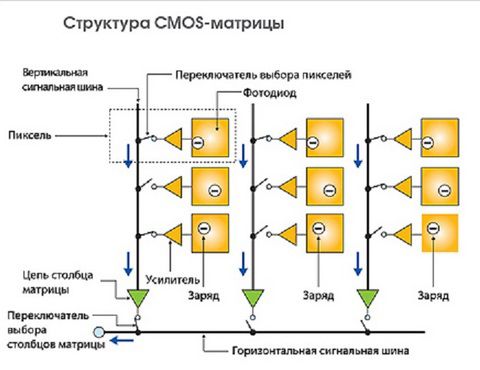 Структура CMOS-матрицы
Вертикальная
сигнальная шина
Переключатель выбора пикселей
Фотодиод
Пиксель
Цепь столбца
матрицы
Усилитель
Заряд
Заряд
Заряд
Переключатель
выбора
столбцов матрицы
Горизонтальная сигнальная шина